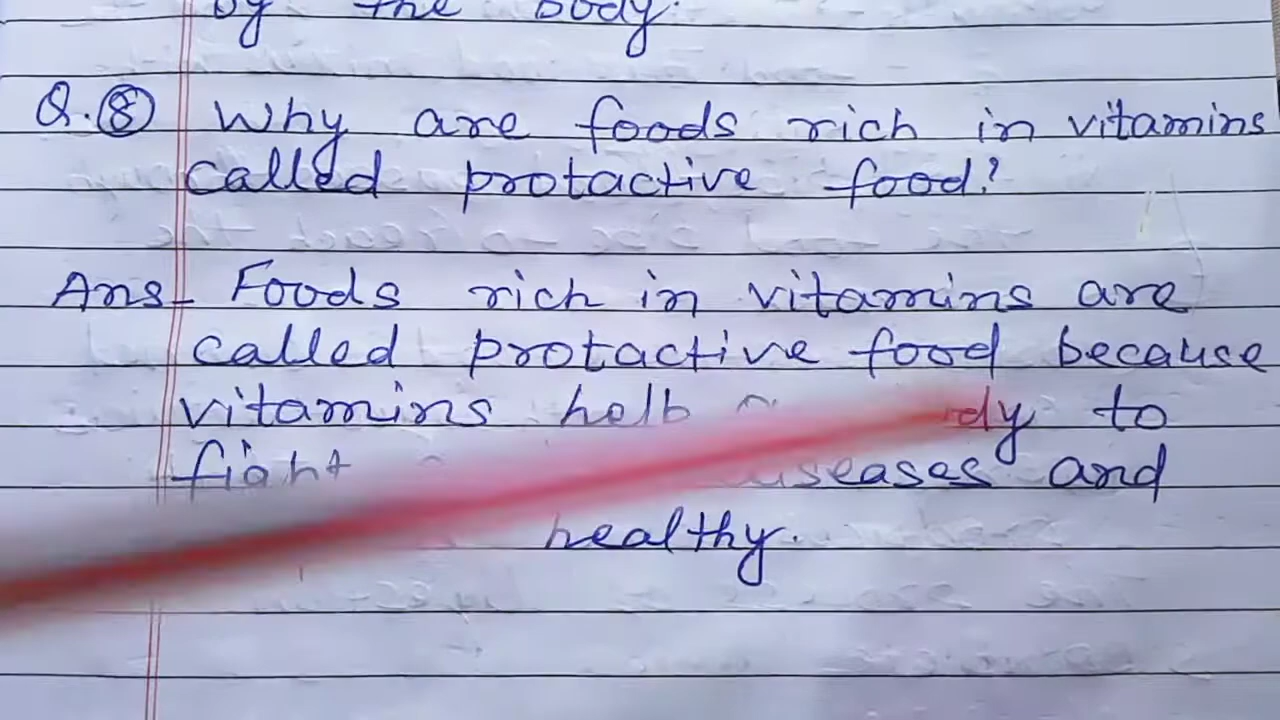 by the body.
Q.⑧ Why are foods rich in vitamins
called protactive food?
Ans- Foods rich in vitamins are
called protactive food because
vitamins help to
fight diseases and
healthy.